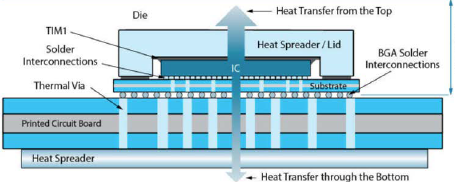 Die
Heat Transfer from the Top
TIM1
Solder
Interconnections
Heat Spreader / Lid
BGA Solder
Interconnections
IC
Thermal Via
Substrate
Printed Circuit Board
Heat Spreader
Heat Transfer through the Bottom